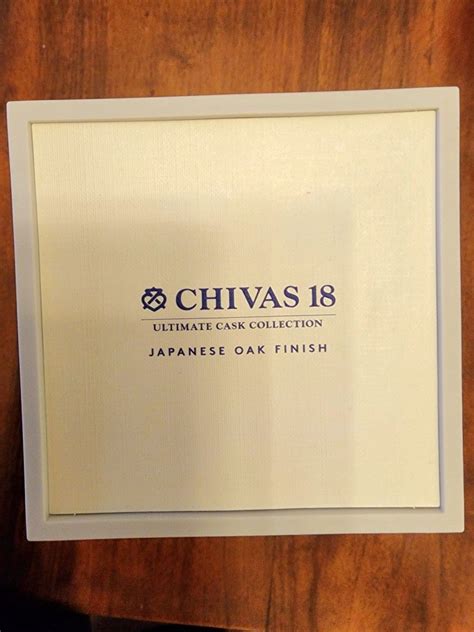 CHIVAS 18
ULTIMATE CASK COLLECTION
JAPANESE OAK FINISH